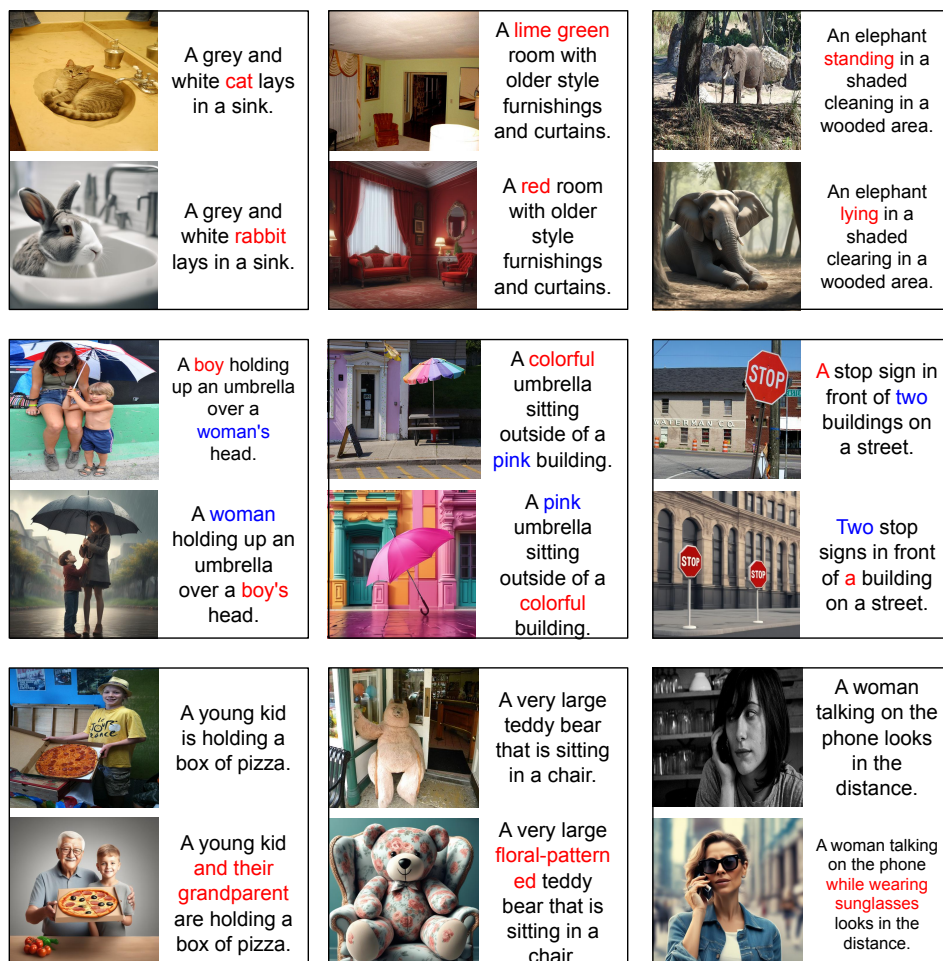 A grey and
white cat lays
in a sink.
A grey and
white rabbit
lays in a sink.
A lime green
room with
older style
furnishings
and curtains.
A red room
with older
style
furnishings
and curtains.
An elephant
standing in a
shaded
cleaning in a
wooded area.
An elephant
lying in a
shaded
clearing in a
wooded area.
A boy holding
up an umbrella
over a
woman's
head.
A woman
holding up an
umbrella
over a boy's
head.
A colorful
umbrella
sitting
outside of a
pink building.
A pink
umbrella
sitting
outside of a
colorful
building.
STOP
WATERMAN CO.
A stop sign in
front of two
buildings on
a street.
STOP
STOP
Two stop
signs in front
of a building
on a street.
A young kid
is holding a
box of pizza.
A young kid
and their
grandparent
are holding a
box of pizza.
A very large
teddy bear
that is sitting
in a chair.
A very large
floral-pattern
ed teddy
bear that is
sitting in a
chair
A woman
talking on the
phone looks
in the
distance.
A woman talking
on the phone
while wearing
sunglasses
looks in the
distance.